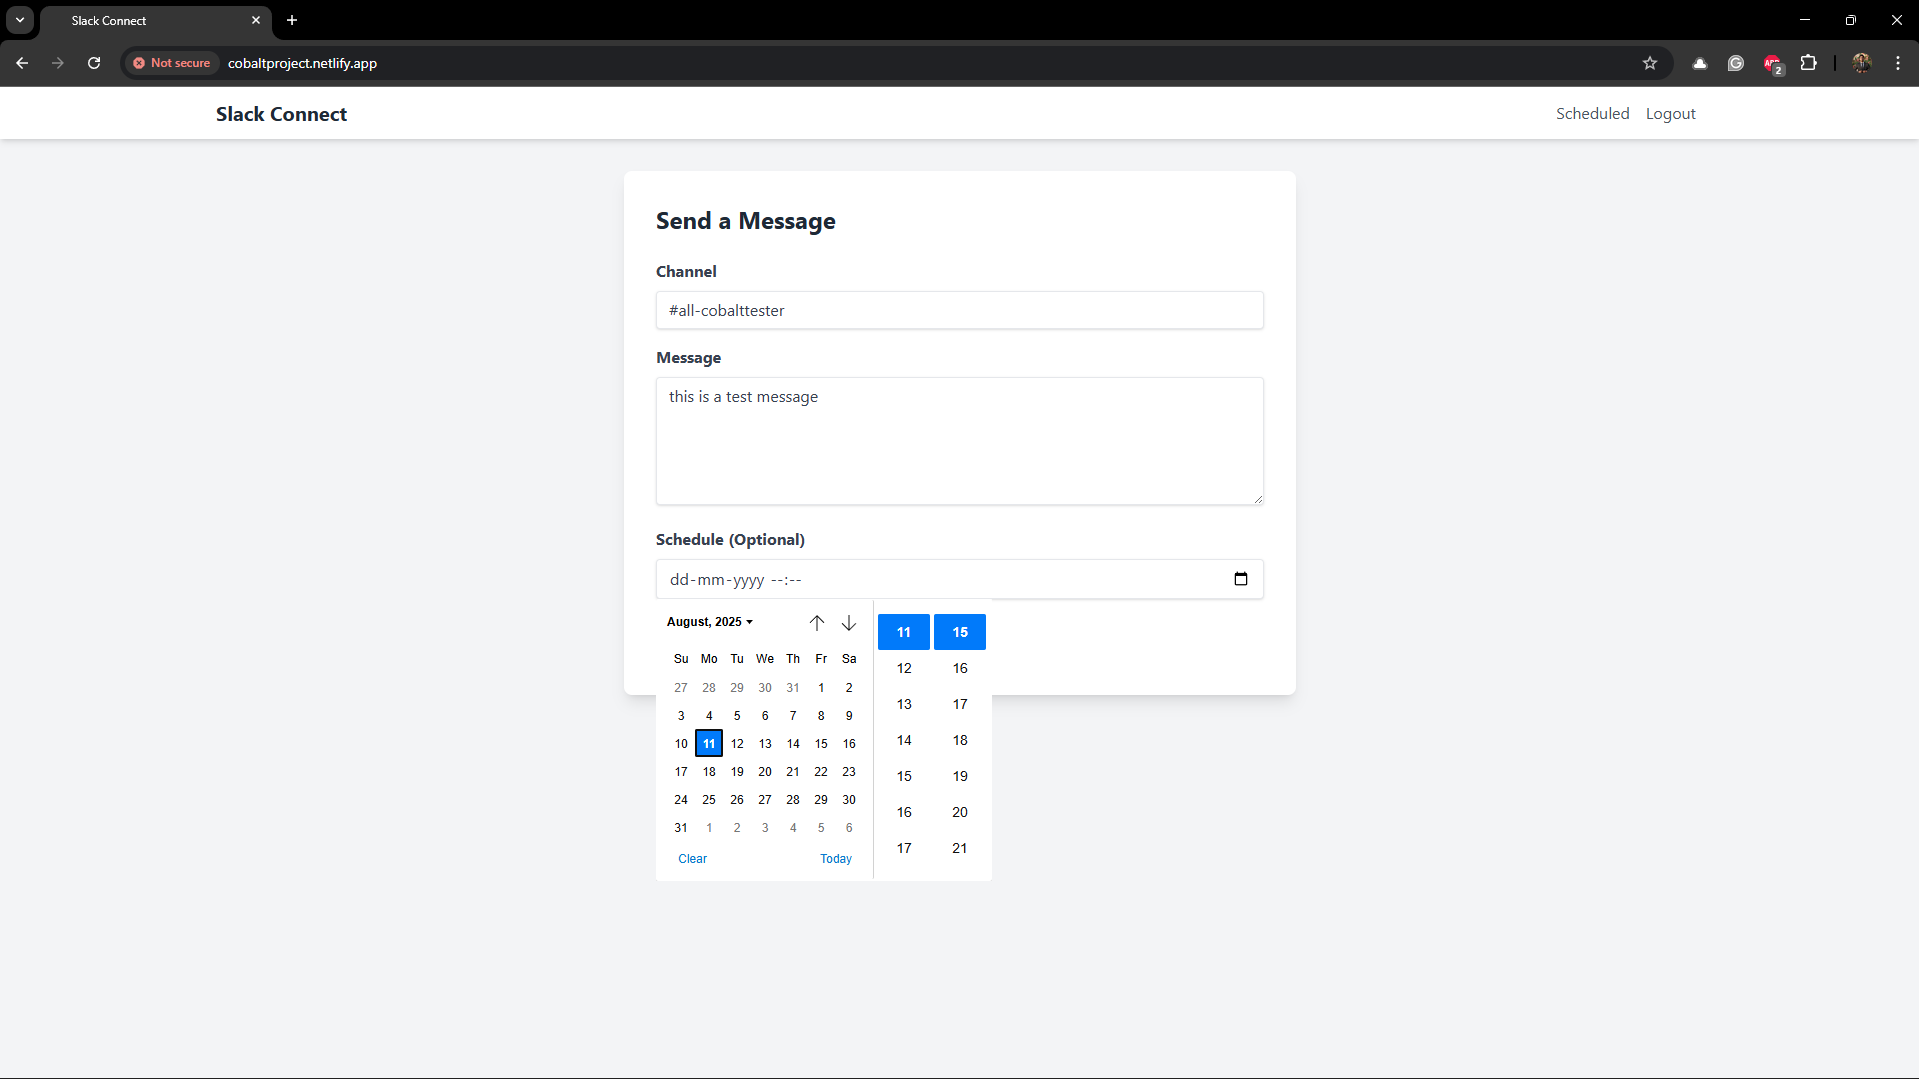 Slack Connect
Not secure
cobaltproject.netlify.app
2
Slack Connect
Scheduled Logout
Send a Message
Channel
#all-cobalttester
Message
this is a test message
Schedule (Optional)
dd-mm-yyyy --:--
August, 2025
Su Mo Tu We Th Fr Sa
27 28 29 30 31 1 2
3 4 5 6 7 8 9
10 11 12 13 14 15 16
17 18 19 20 21 22 23
24 25 26 27 28 29 30
31 1 2 3 4 5 6
Clear Today
11 15
12 16
13 17
14 18
15 19
16 20
17 21